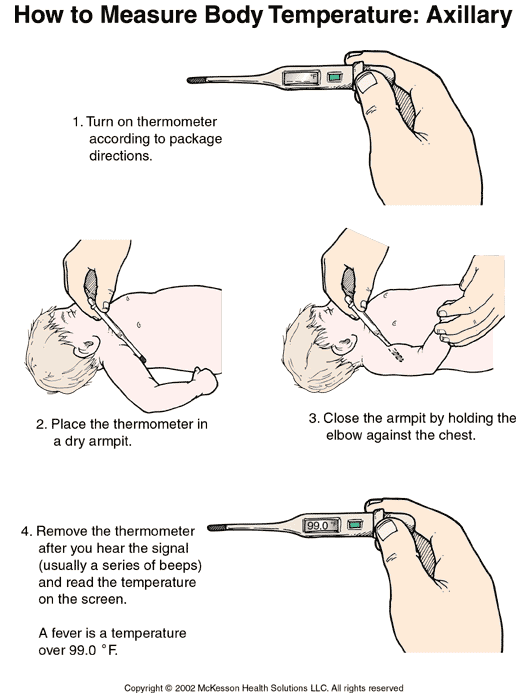 How to Measure Body Temperature: Axillary
1. Turn on thermometer
according to package
directions.
2. Place the thermometer in
a dry armpit.
3. Close the armpit by holding the
elbow against the chest.
4. Remove the thermometer
after you hear the signal
(usually a series of beeps)
and read the temperature
on the screen.
99.0 °F
A fever is a temperature
over 99.0 °F.
Copyright © 2002 McKesson Health Solutions LLC. All rights reserved